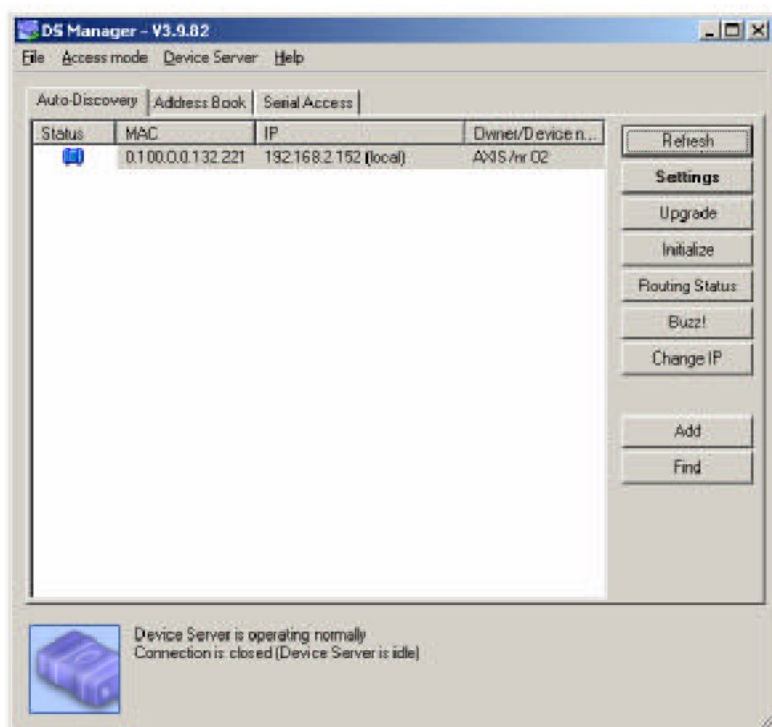 DS Manager - V3.9.82
File Access mode Device Server Help
Auto-Discovery Address Book Serial Access
Status MAC IP Owner/Device n...
0.100.0.0.132.221 192.168.2.152 (local) AXIS /nr 02
Refresh
Settings
Upgrade
Initialize
Routing Status
Buzz!
Change IP
Add
Find
Device Server is operating normally
Connection is closed (Device Server is idle)